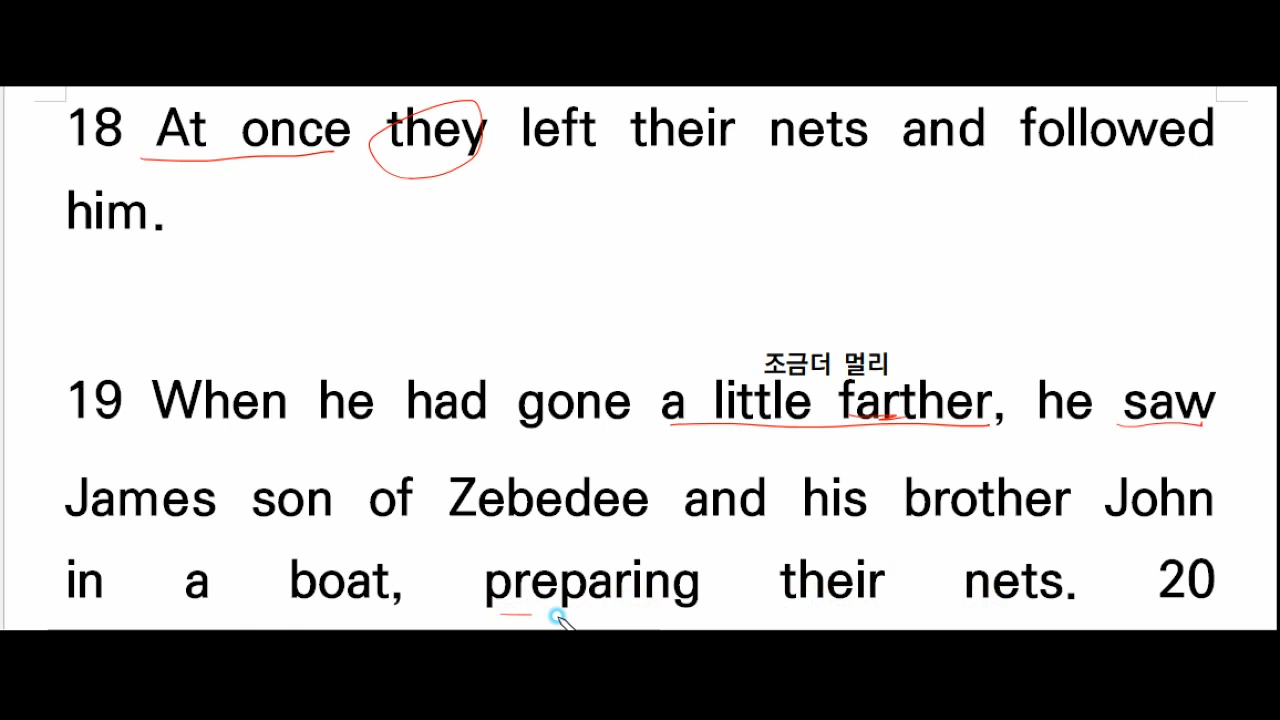 18 At once they left their nets and followed
him.
조금더 멀리
19 When he had gone a little farther, he saw
James son of Zebedee and his brother John
in a boat, preparing their nets. 20